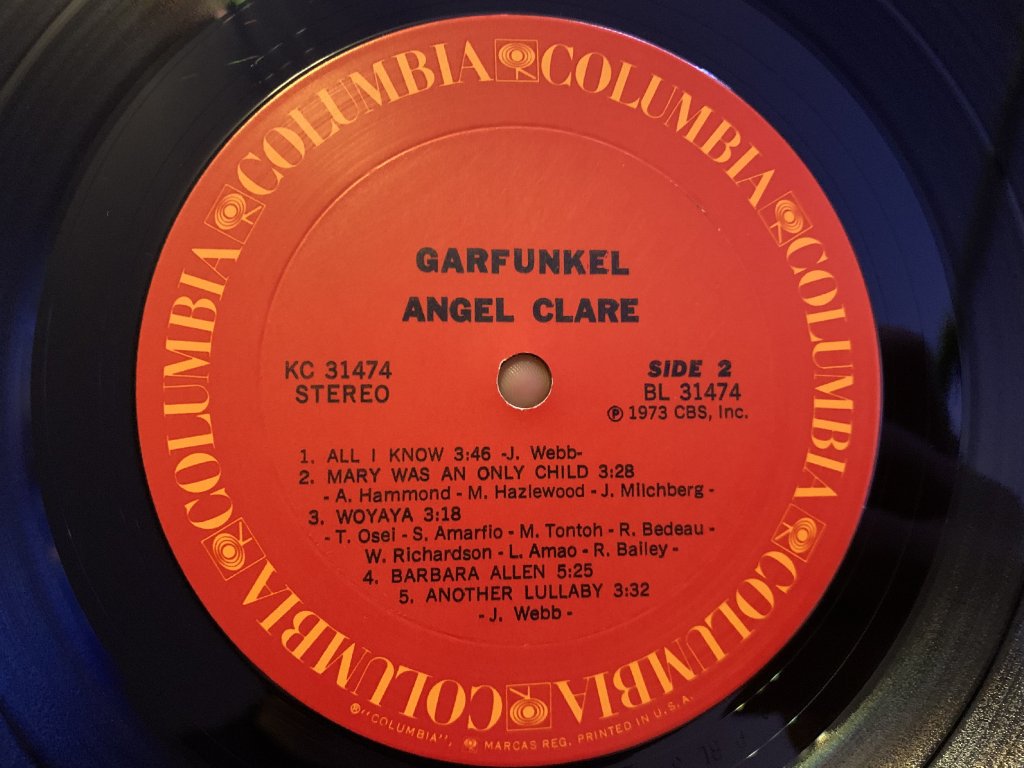 COLUMBIA COLUMBIA COLUMBIA COLUMBIA COLUMBIA COLUMBIA COLUMBIA COLUMBIA
GARFUNKEL
ANGEL CLARE
KC 31474
STEREO
SIDE 2
BL 31474
℗ 1973 CBS, Inc.
1. ALL I KNOW 3:46 -J. Webb-
2. MARY WAS AN ONLY CHILD 3:28
- A. Hammond - M. Hazlewood - J. Milchberg -
3. WOYAYA 3:18
- T. Osei - S. Amarfio - M. Tontoh - R. Bedeau -
W. Richardson - L. Amao - R. Bailey -
4. BARBARA ALLEN 5:25
5. ANOTHER LULLABY 3:32
- J. Webb -
® "COLUMBIA", MARCAS REG. PRINTED IN U.S.A.